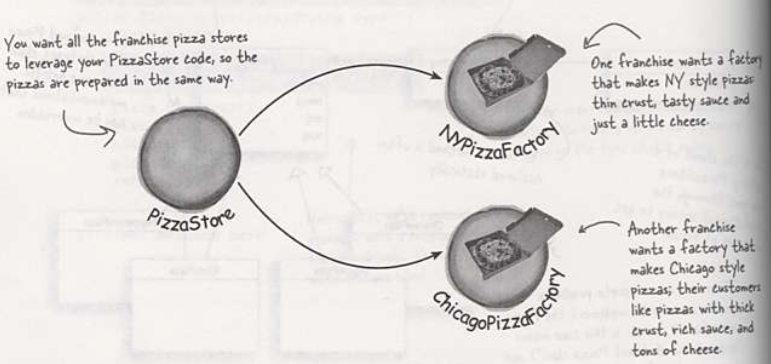 You want all the franchise pizza stores
to leverage your PizzaStore code, so the
pizzas are prepared in the same way.
PizzaStore
NYPizzaFactory
One franchise wants a factory
that makes NY style pizzas:
thin crust, tasty sauce and
just a little cheese.
ChicagoPizzaFactory
Another franchise
wants a factory that
makes Chicago style
pizzas; their customers
like pizzas with thick
crust, rich sauce, and
tons of cheese.